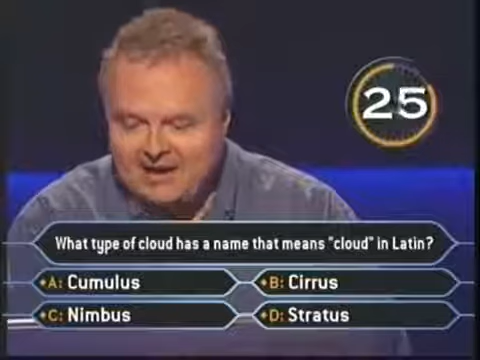 25
What type of cloud has a name that means "cloud" in Latin?
A: Cumulus
B: Cirrus
C: Nimbus
D: Stratus